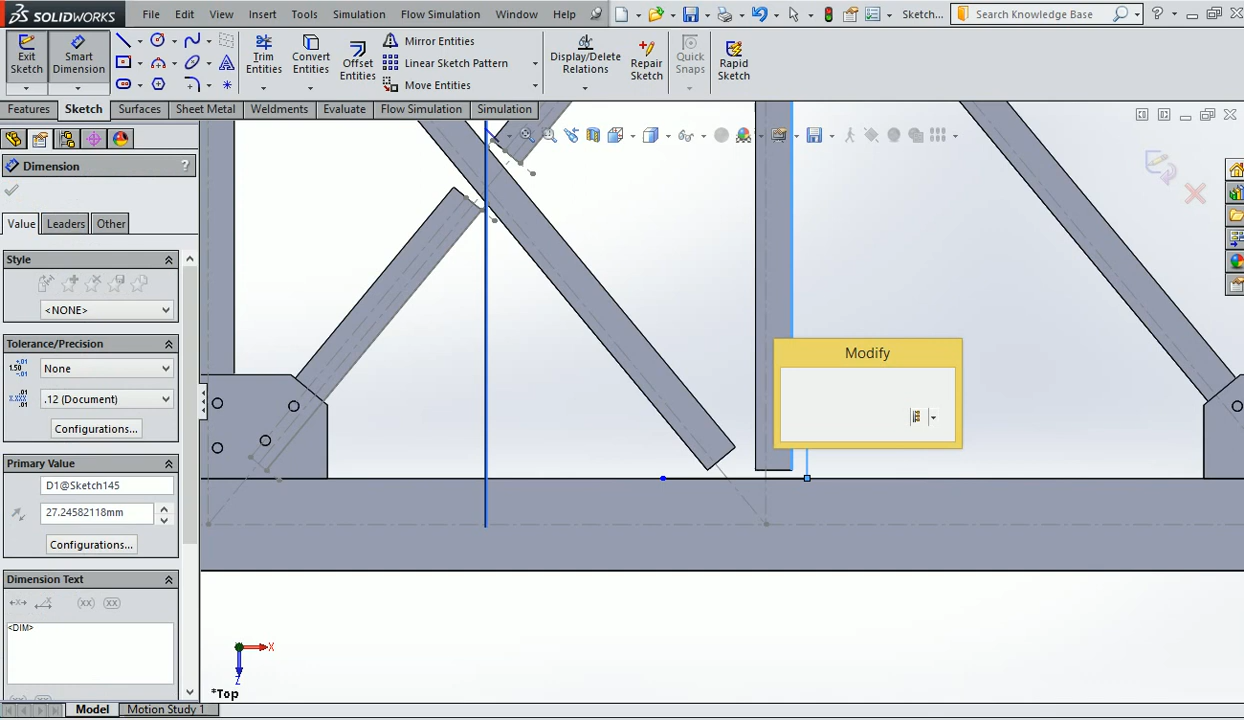 SOLIDWORKS File Edit View Insert Tools Simulation Flow Simulation Window Help Sketch... Search Knowledge Base ?
Exit Sketch
Smart Dimension
Trim Entities
Convert Entities
Offset Entities
Mirror Entities
Linear Sketch Pattern
Move Entities
Display/Delete Relations
Repair Sketch
Quick Snaps
Rapid Sketch
Features Sketch Surfaces Sheet Metal Weldments Evaluate Flow Simulation Simulation
Dimension ?
Value Leaders Other
Style
<NONE>
Tolerance/Precision
None
.12 (Document)
Configurations...
Primary Value
D1@Sketch145
27.24582118mm
Configurations...
Dimension Text
(xx) (xx)
<DIM>
Modify
X
Z
*Top
Model Motion Study 1